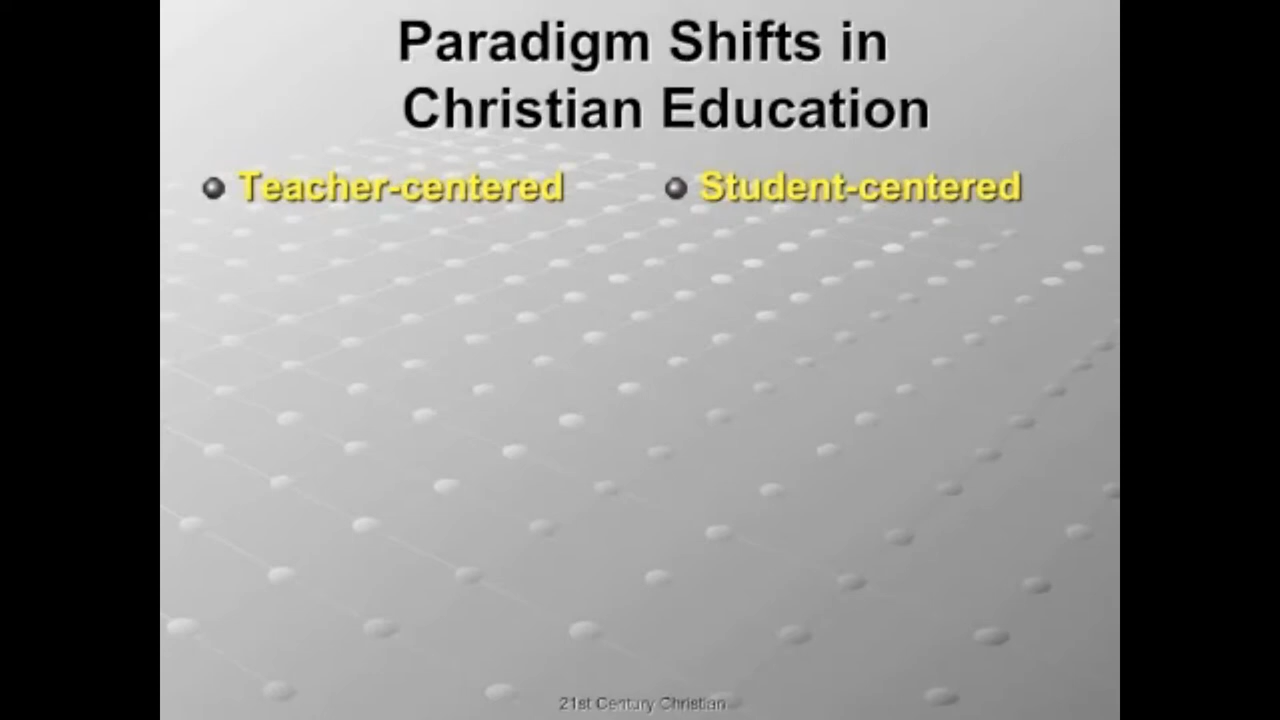 Paradigm Shifts in
Christian Education
Teacher-centered
Student-centered
21st Century Christian